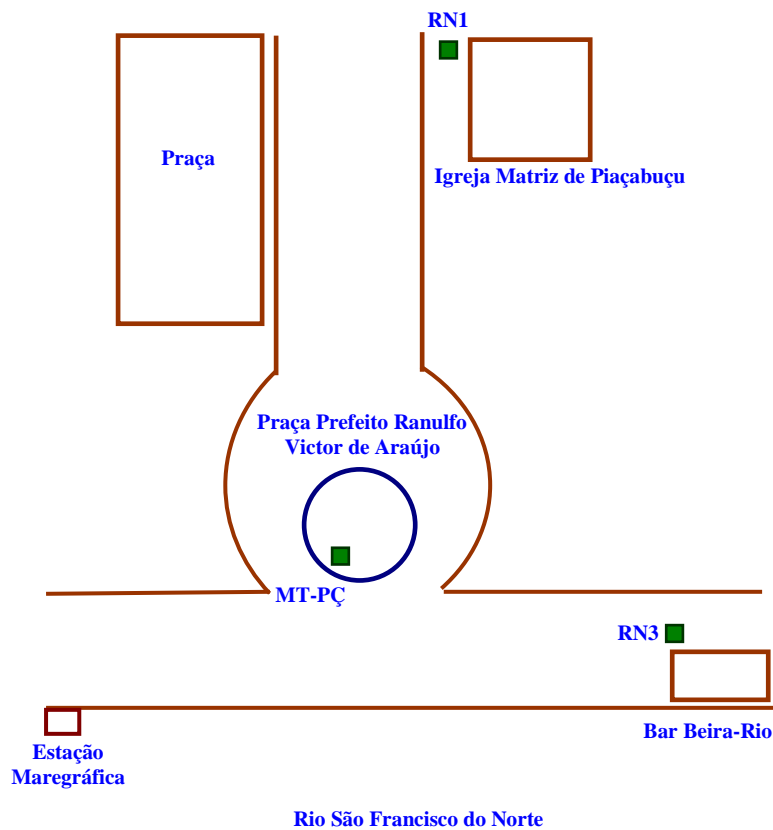 RN1
Praça
Igreja Matriz de Piaçabuçu
Praça Prefeito Ranulfo
Victor de Araújo
MT-PÇ
RN3
Bar Beira-Rio
Estação
Maregráfica
Rio São Francisco do Norte